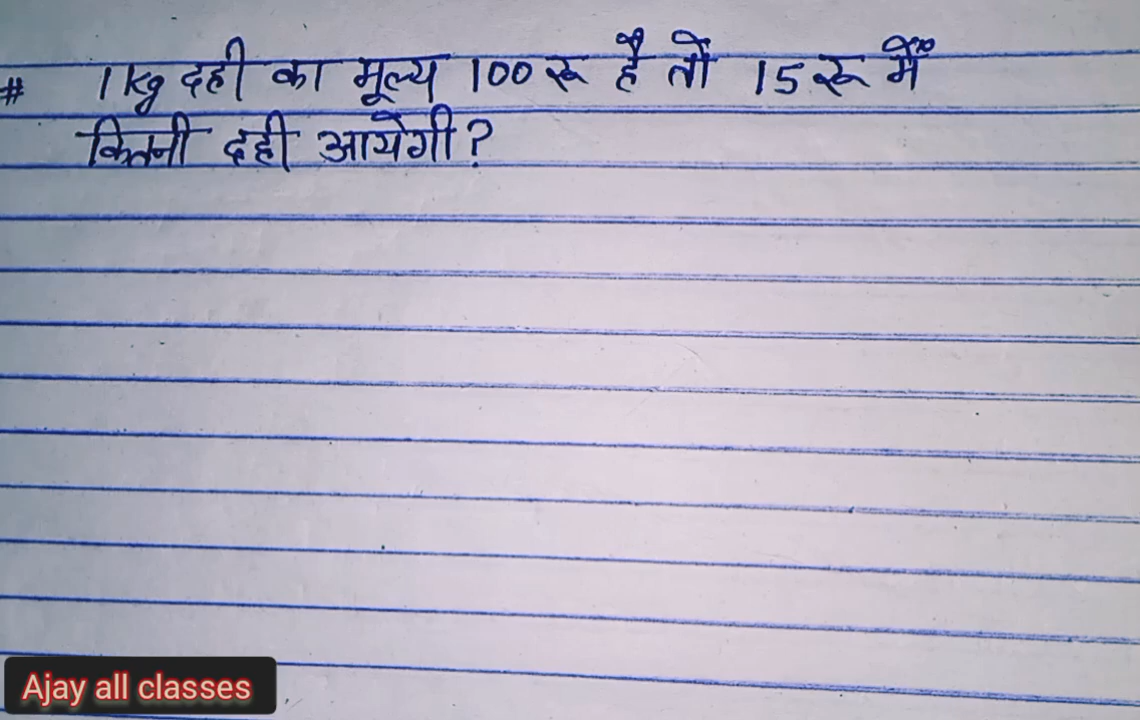 # 1 kg दही का मूल्य 100 रू है तो 15 रू में
कितनी दही आयेगी?
Ajay all classes